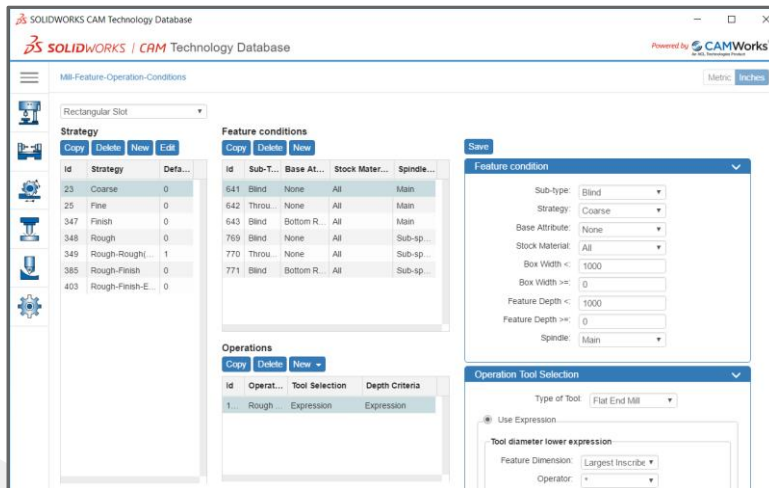 SOLIDWORKS CAM Technology Database
SOLIDWORKS | CAM Technology Database
Powered by CAMWorks
Mill-Feature-Operation-Conditions
Metric Inches
Rectangular Slot
Strategy
Copy Delete New Edit
Id Strategy Defa...
23 Coarse 0
25 Fine 0
347 Finish 0
348 Rough 0
349 Rough-Rough(... 1
385 Rough-Finish 0
403 Rough-Finish-E... 0
Feature conditions
Copy Delete New
Id Sub-T... Base At... Stock Mater... Spindle...
641 Blind None All Main
642 Throu... None All Main
643 Blind Bottom R... All Main
769 Blind None All Sub-sp...
770 Throu... None All Sub-sp...
771 Blind Bottom R... All Sub-sp...
Operations
Copy Delete New
Id Operat... Tool Selection Depth Criteria
1... Rough ... Expression Expression
Save
Feature condition
Sub-type: Blind
Strategy: Coarse
Base Attribute: None
Stock Material: All
Box Width <: 1000
Box Width >=: 0
Feature Depth <: 1000
Feature Depth >=: 0
Spindle: Main
Operation Tool Selection
Type of Tool: Flat End Mill
Use Expression
Tool diameter lower expression
Feature Dimension: Largest Inscribe
Operator: *